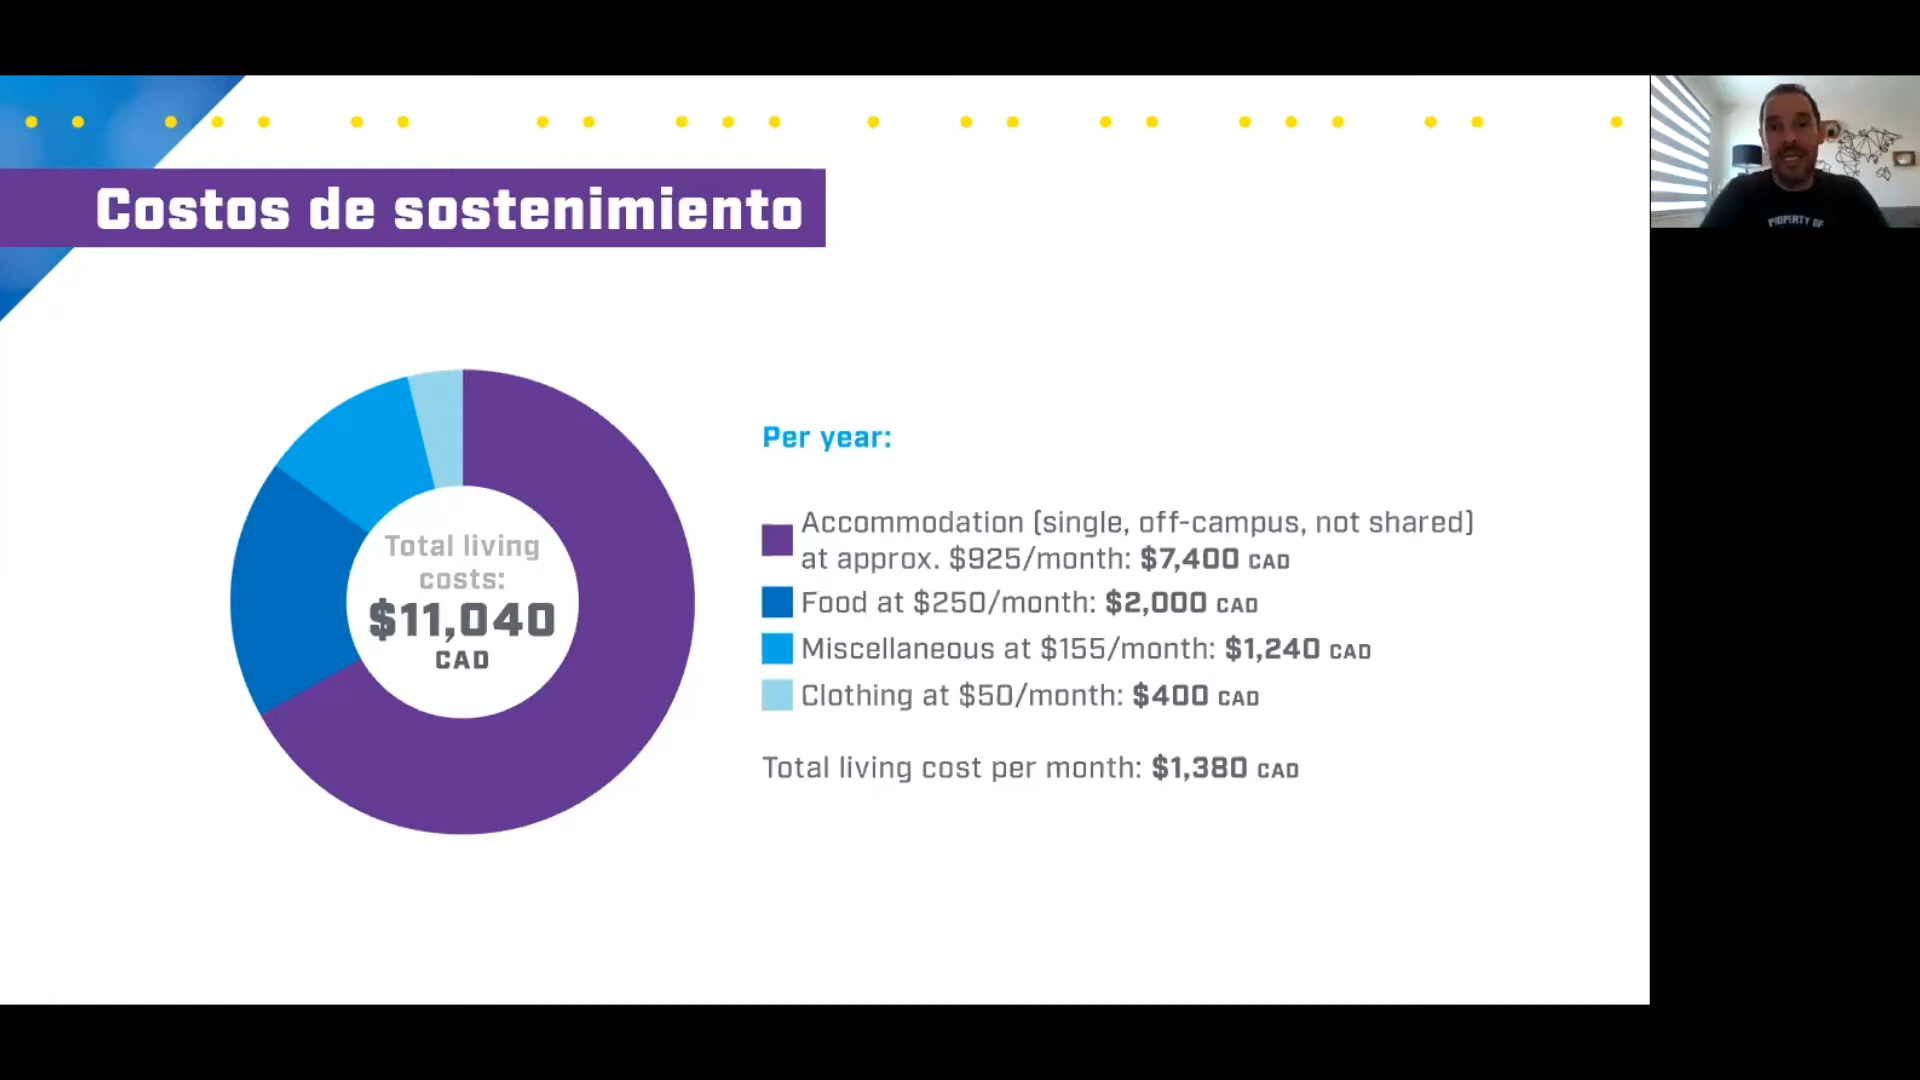 Costos de sostenimiento
Total living
costs:
$11,040
CAD
Per year:
Accommodation [single, off-campus, not shared]
at approx. $925/month: $7,400 CAD
Food at $250/month: $2,000 CAD
Miscellaneous at $155/month: $1,240 CAD
Clothing at $50/month: $400 CAD
Total living cost per month: $1,380 CAD
PROPERTY OF